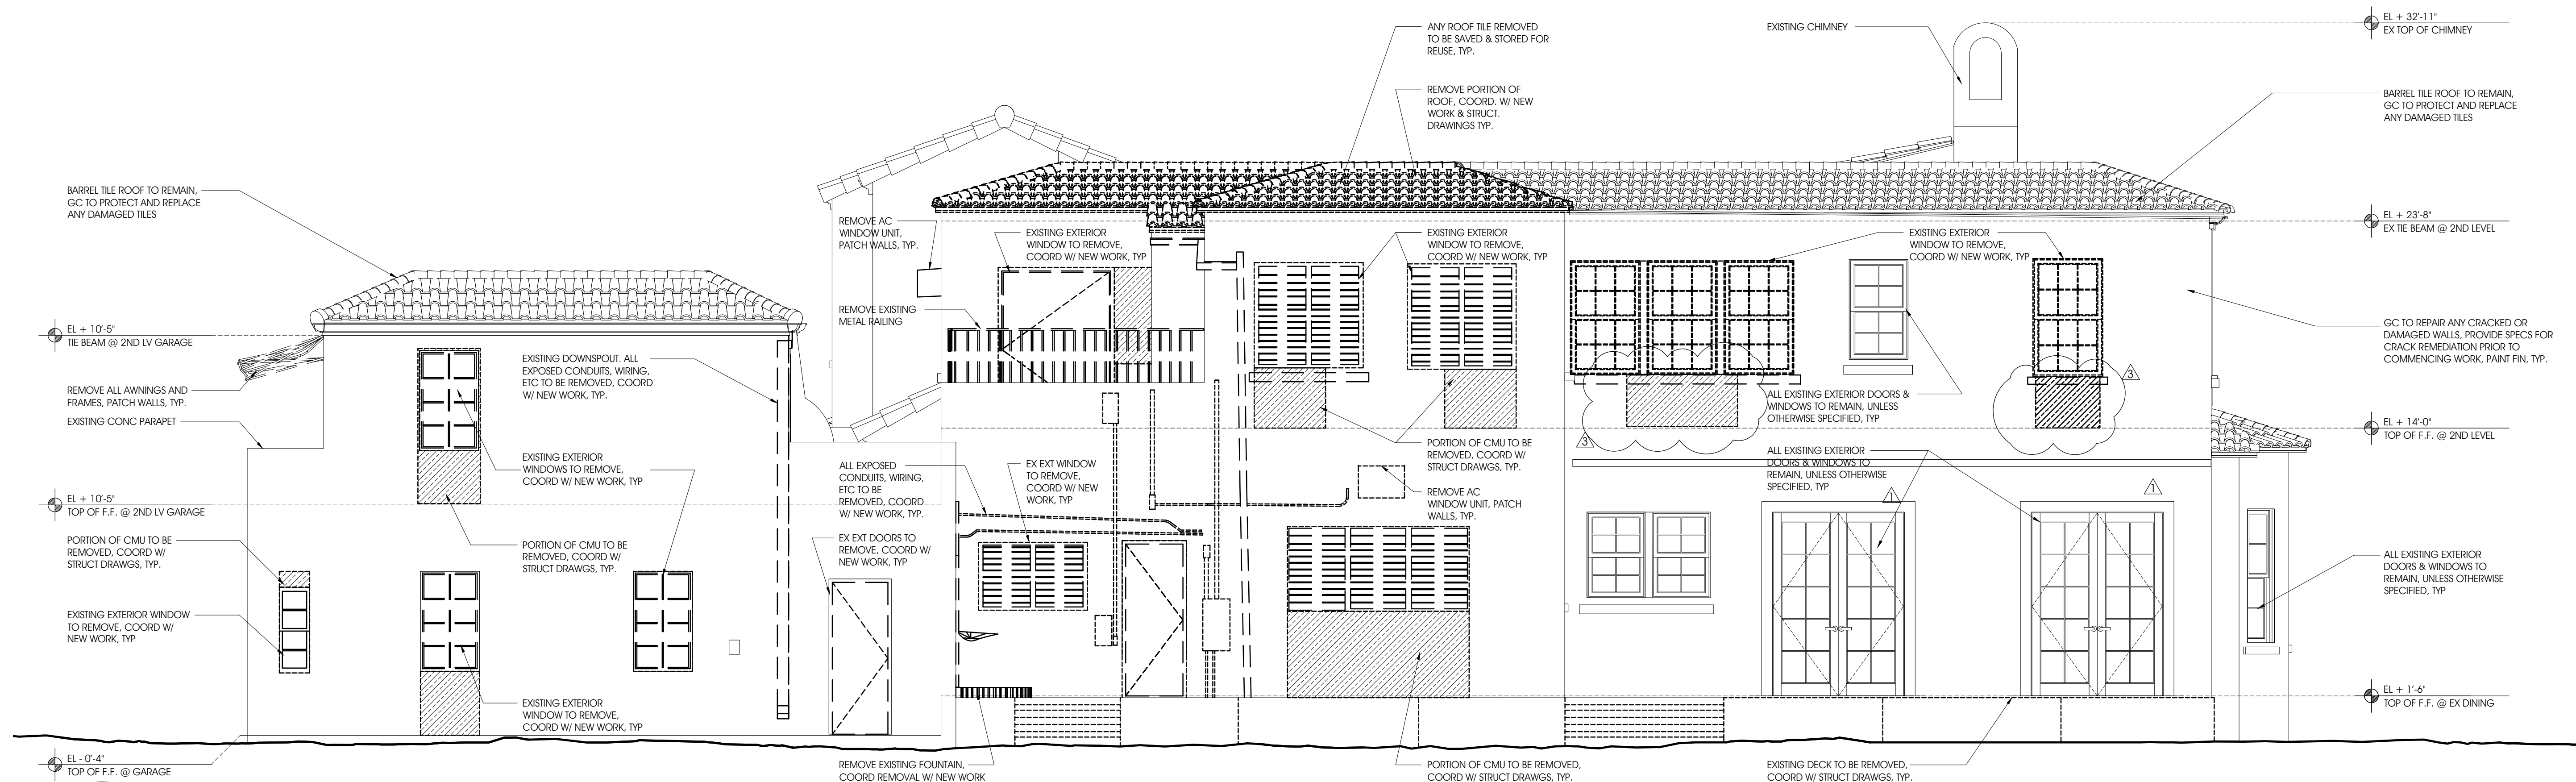 ANY ROOF TILE REMOVED
TO BE SAVED & STORED FOR
REUSE, TYP.
EXISTING CHIMNEY
EL + 32'-11"
EX TOP OF CHIMNEY
REMOVE PORTION OF
ROOF, COORD. W/ NEW
WORK & STRUCT.
DRAWINGS TYP.
BARREL TILE ROOF TO REMAIN,
GC TO PROTECT AND REPLACE
ANY DAMAGED TILES
BARREL TILE ROOF TO REMAIN,
GC TO PROTECT AND REPLACE
ANY DAMAGED TILES
REMOVE AC
WINDOW UNIT,
PATCH WALLS, TYP.
EXISTING EXTERIOR
WINDOW TO REMOVE,
COORD W/ NEW WORK, TYP
EXISTING EXTERIOR
WINDOW TO REMOVE,
COORD W/ NEW WORK, TYP
EXISTING EXTERIOR
WINDOW TO REMOVE,
COORD W/ NEW WORK, TYP
EL + 23'-8"
EX TIE BEAM @ 2ND LEVEL
REMOVE EXISTING
METAL RAILING
EL + 10'-5"
TIE BEAM @ 2ND LV GARAGE
GC TO REPAIR ANY CRACKED OR
DAMAGED WALLS, PROVIDE SPECS FOR
CRACK REMEDIATION PRIOR TO
COMMENCING WORK, PAINT FIN, TYP.
EXISTING DOWNSPOUT. ALL
EXPOSED CONDUITS, WIRING,
ETC TO BE REMOVED, COORD
W/ NEW WORK, TYP.
REMOVE ALL AWNINGS AND
FRAMES, PATCH WALLS, TYP.
3
ALL EXISTING EXTERIOR DOORS &
WINDOWS TO REMAIN, UNLESS
OTHERWISE SPECIFIED, TYP
EXISTING CONC PARAPET
EL + 14'-0"
TOP OF F.F. @ 2ND LEVEL
3
PORTION OF CMU TO BE
REMOVED, COORD W/
STRUCT DRAWGS, TYP.
EXISTING EXTERIOR
WINDOWS TO REMOVE,
COORD W/ NEW WORK, TYP
ALL EXPOSED
CONDUITS, WIRING,
ETC TO BE
REMOVED, COORD
W/ NEW WORK, TYP.
EX EXT WINDOW
TO REMOVE,
COORD W/ NEW
WORK, TYP
ALL EXISTING EXTERIOR
DOORS & WINDOWS TO
REMAIN, UNLESS OTHERWISE
SPECIFIED, TYP
REMOVE AC
WINDOW UNIT, PATCH
WALLS, TYP.
1
1
EL + 10'-5"
TOP OF F.F. @ 2ND LV GARAGE
PORTION OF CMU TO BE
REMOVED, COORD W/
STRUCT DRAWGS, TYP.
PORTION OF CMU TO BE
REMOVED, COORD W/
STRUCT DRAWGS, TYP.
EX EXT DOORS TO
REMOVE, COORD W/
NEW WORK, TYP
ALL EXISTING EXTERIOR
DOORS & WINDOWS TO
REMAIN, UNLESS OTHERWISE
SPECIFIED, TYP
EXISTING EXTERIOR WINDOW
TO REMOVE, COORD W/
NEW WORK, TYP
EXISTING EXTERIOR
WINDOW TO REMOVE,
COORD W/ NEW WORK, TYP
EL + 1'-6"
TOP OF F.F. @ EX DINING
EL - 0'-4"
TOP OF F.F. @ GARAGE
REMOVE EXISTING FOUNTAIN,
COORD REMOVAL W/ NEW WORK
PORTION OF CMU TO BE REMOVED,
COORD W/ STRUCT DRAWGS, TYP.
EXISTING DECK TO BE REMOVED,
COORD W/ STRUCT DRAWGS, TYP.